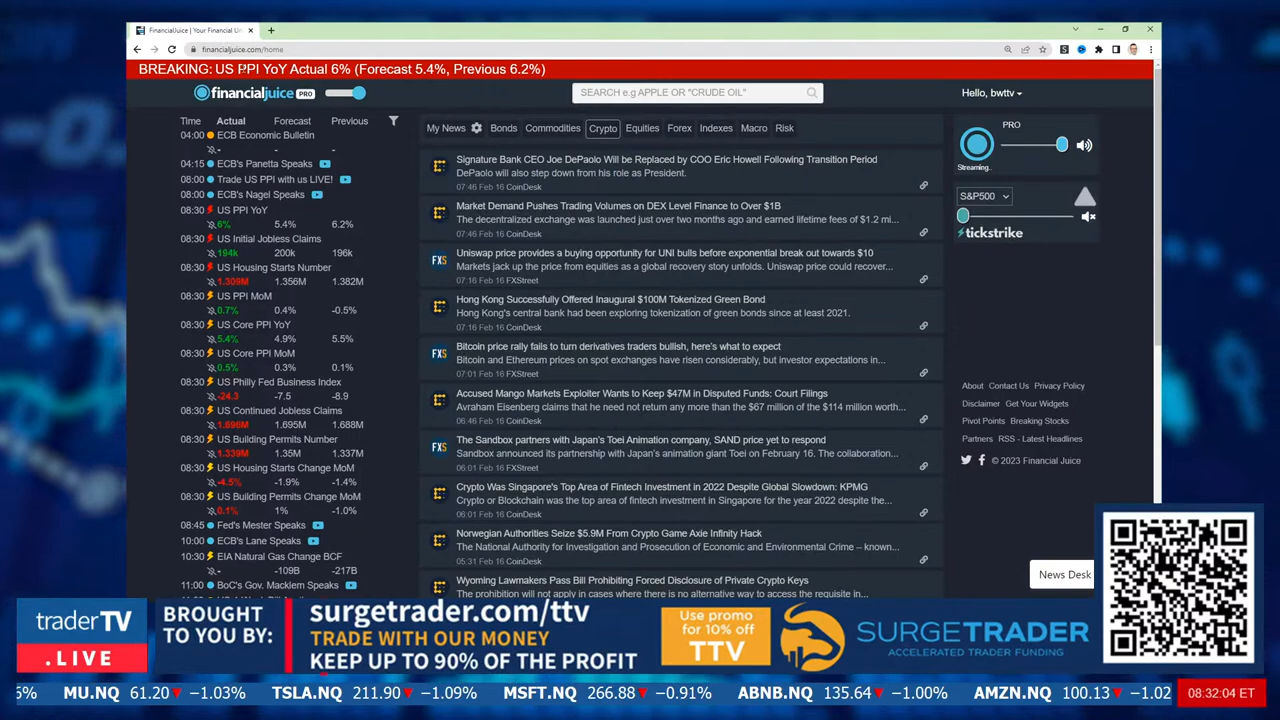 FinancialJuice | Your Financial Un
financialjuice.com/home
BREAKING: US PPI YoY Actual 6% (Forecast 5.4%, Previous 6.2%)
financialjuice PRO
SEARCH e.g APPLE OR "CRUDE OIL"
Hello, bwttv
Time Actual Forecast Previous
04:00 ECB Economic Bulletin
- - -
04:15 ECB's Panetta Speaks
08:00 Trade US PPI with us LIVE!
08:00 ECB's Nagel Speaks
08:30 US PPI YoY
6% 5.4% 6.2%
08:30 US Initial Jobless Claims
194k 200k 196k
08:30 US Housing Starts Number
1.309M 1.356M 1.382M
08:30 US PPI MoM
0.7% 0.4% -0.5%
08:30 US Core PPI YoY
5.4% 4.9% 5.5%
08:30 US Core PPI MoM
0.5% 0.3% 0.1%
08:30 US Philly Fed Business Index
-24.3 -7.5 -8.9
08:30 US Continued Jobless Claims
1.696M 1.695M 1.688M
08:30 US Building Permits Number
1.339M 1.35M 1.337M
08:30 US Housing Starts Change MoM
-4.5% -1.9% -1.4%
08:30 US Building Permits Change MoM
0.1% 1% -1.0%
08:45 Fed's Mester Speaks
10:00 ECB's Lane Speaks
10:30 EIA Natural Gas Change BCF
- -109B -217B
11:00 BoC's Gov. Macklem Speaks
My News Bonds Commodities Crypto Equities Forex Indexes Macro Risk
Signature Bank CEO Joe DePaolo Will be Replaced by COO Eric Howell Following Transition Period
DePaolo will also step down from his role as President.
07:46 Feb 16 CoinDesk
Market Demand Pushes Trading Volumes on DEX Level Finance to Over $1B
The decentralized exchange was launched just over two months ago and earned lifetime fees of $1.2 mi...
07:46 Feb 16 CoinDesk
FXS
Uniswap price provides a buying opportunity for UNI bulls before exponential break out towards $10
Markets jack up the price from equities as a global recovery story unfolds. Uniswap price could recover...
07:16 Feb 16 FXStreet
Hong Kong Successfully Offered Inaugural $100M Tokenized Green Bond
Hong Kong's central bank had been exploring tokenization of green bonds since at least 2021.
07:16 Feb 16 CoinDesk
FXS
Bitcoin price rally fails to turn derivatives traders bullish, here's what to expect
Bitcoin and Ethereum prices on spot exchanges have risen considerably, but investor expectations in...
07:01 Feb 16 FXStreet
Accused Mango Markets Exploiter Wants to Keep $47M in Disputed Funds: Court Filings
Avraham Eisenberg claims that he need not return any more than the $67 million of the $114 million worth...
06:46 Feb 16 CoinDesk
FXS
The Sandbox partners with Japan's Toei Animation company, SAND price yet to respond
Sandbox announced its partnership with Japan's animation giant Toei on February 16. The collaboration...
06:01 Feb 16 FXStreet
Crypto Was Singapore's Top Area of Fintech Investment in 2022 Despite Global Slowdown: KPMG
Crypto or Blockchain was the top area of fintech investment in Singapore for the year 2022 despite the...
06:01 Feb 16 CoinDesk
Norwegian Authorities Seize $5.9M From Crypto Game Axie Infinity Hack
The National Authority for Investigation and Prosecution of Economic and Environmental Crime – known...
05:31 Feb 16 CoinDesk
Wyoming Lawmakers Pass Bill Prohibiting Forced Disclosure of Private Crypto Keys
The prohibition will not apply in cases where there is no alternative way to access the requisite in...
PRO
Streaming..
S&P500
tickstrike
About Contact Us Privacy Policy
Disclaimer Get Your Widgets
Pivot Points Breaking Stocks
Partners RSS - Latest Headlines
© 2023 Financial Juice
News Desk
traderTV
.LIVE
BROUGHT
TO YOU BY:
surgetrader.com/ttv
TRADE WITH OUR MONEY
KEEP UP TO 90% OF THE PROFIT
Use promo
for 10% off
TTV
SURGETRADER
ACCELERATED TRADER FUNDING
5% MU.NQ 61.20 −1.03% TSLA.NQ 211.90 −1.09% MSFT.NQ 266.88 −0.91% ABNB.NQ 135.64 −1.00% AMZN.NQ 100.13 −1.02
08:32:04 ET